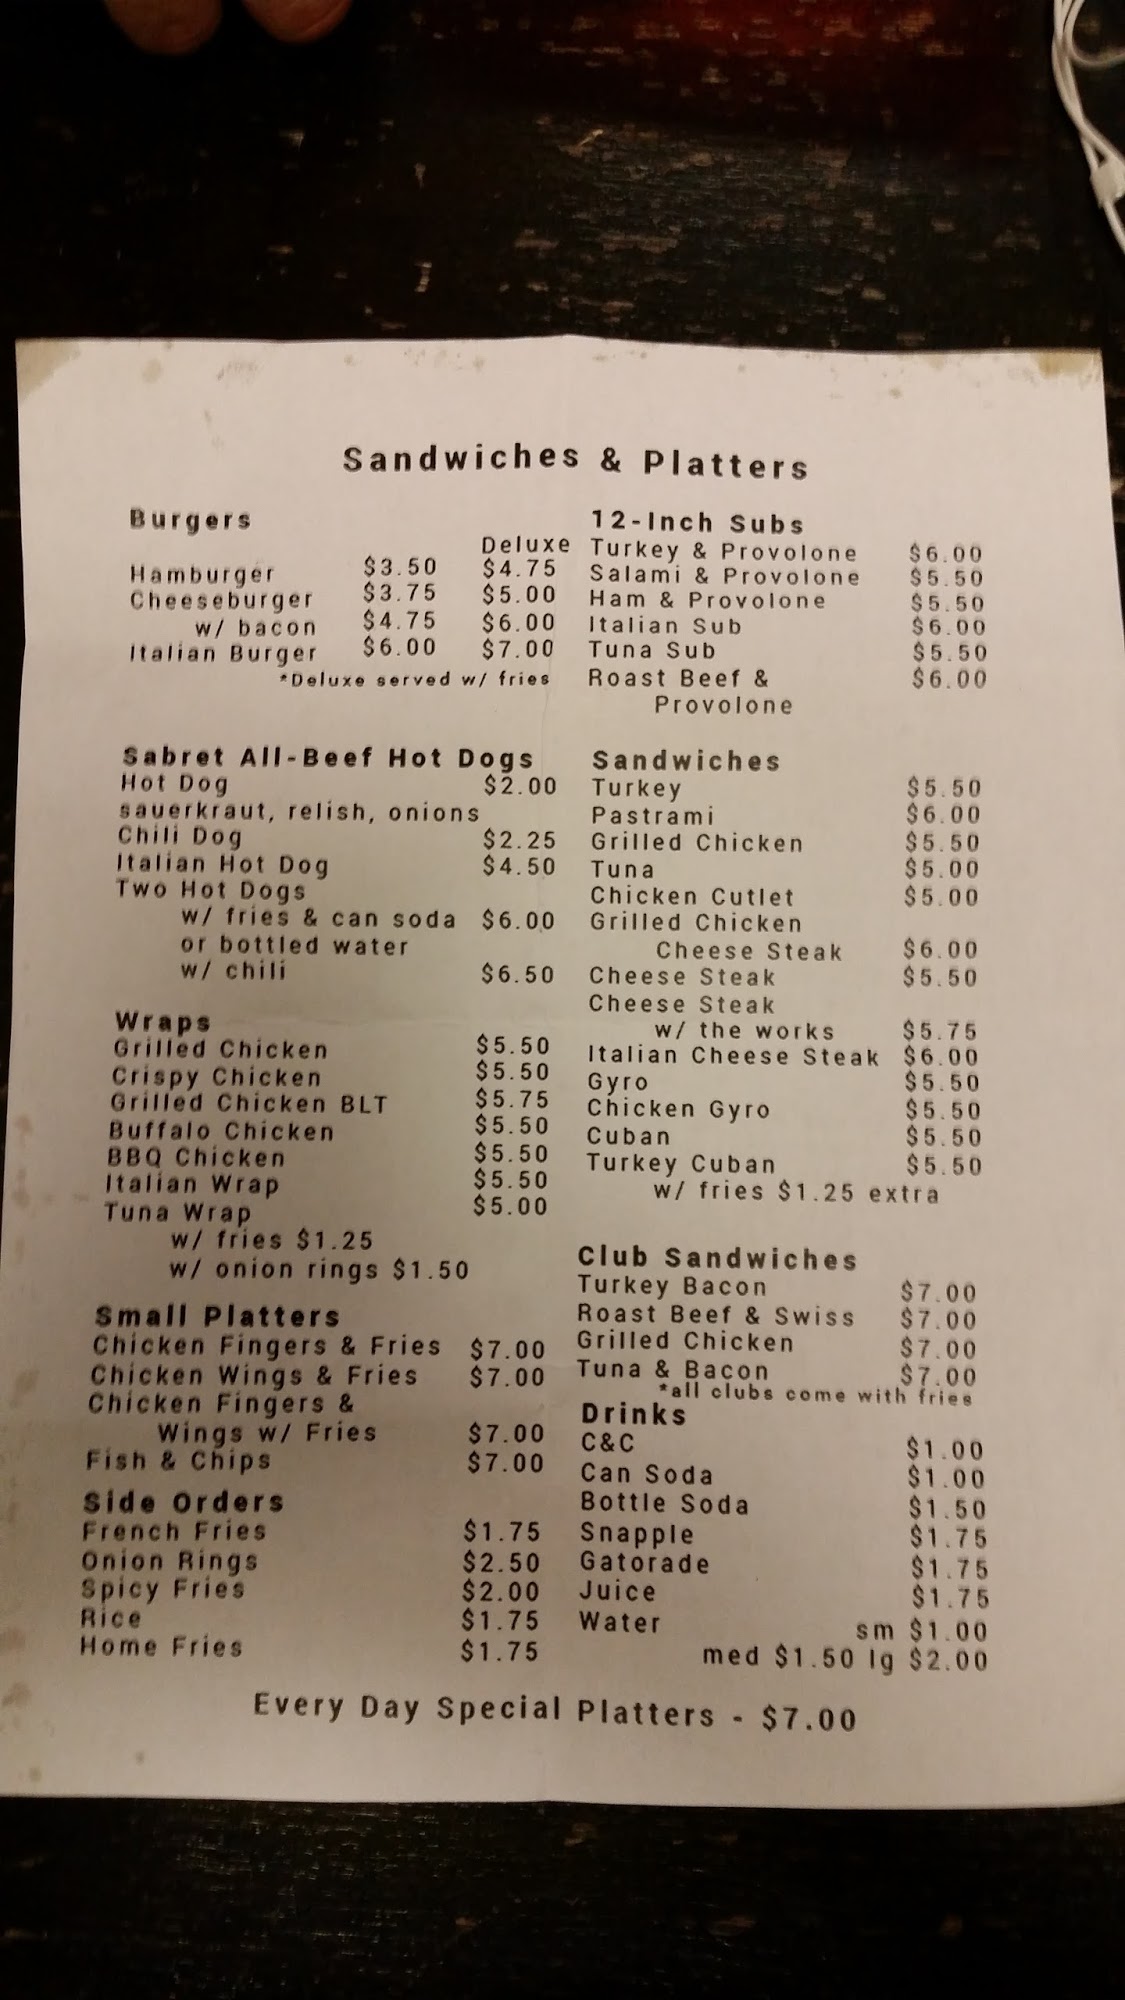 Sandwiches & Platters
Burgers
Deluxe
Hamburger $3.50 $4.75
Cheeseburger $3.75 $5.00
w/ bacon $4.75 $6.00
Italian Burger $6.00 $7.00
*Deluxe served w/ fries
Sabret All-Beef Hot Dogs
Hot Dog $2.00
sauerkraut, relish, onions
Chili Dog $2.25
Italian Hot Dog $4.50
Two Hot Dogs
w/ fries & can soda $6.00
or bottled water
w/ chili $6.50
Wraps
Grilled Chicken $5.50
Crispy Chicken $5.50
Grilled Chicken BLT $5.75
Buffalo Chicken $5.50
BBQ Chicken $5.50
Italian Wrap $5.50
Tuna Wrap $5.00
w/ fries $1.25
w/ onion rings $1.50
Small Platters
Chicken Fingers & Fries $7.00
Chicken Wings & Fries $7.00
Chicken Fingers &
Wings w/ Fries $7.00
Fish & Chips $7.00
Side Orders
French Fries $1.75
Onion Rings $2.50
Spicy Fries $2.00
Rice $1.75
Home Fries $1.75
12-Inch Subs
Turkey & Provolone $6.00
Salami & Provolone $5.50
Ham & Provolone $5.50
Italian Sub $6.00
Tuna Sub $5.50
Roast Beef & $6.00
Provolone
Sandwiches
Turkey $5.50
Pastrami $6.00
Grilled Chicken $5.50
Tuna $5.00
Chicken Cutlet $5.00
Grilled Chicken
Cheese Steak $6.00
Cheese Steak $5.50
Cheese Steak
w/ the works $5.75
Italian Cheese Steak $6.00
Gyro $5.50
Chicken Gyro $5.50
Cuban $5.50
Turkey Cuban $5.50
w/ fries $1.25 extra
Club Sandwiches
Turkey Bacon $7.00
Roast Beef & Swiss $7.00
Grilled Chicken $7.00
Tuna & Bacon $7.00
*all clubs come with fries
Drinks
C&C $1.00
Can Soda $1.00
Bottle Soda $1.50
Snapple $1.75
Gatorade $1.75
Juice $1.75
Water sm $1.00
med $1.50 lg $2.00
Every Day Special Platters - $7.00